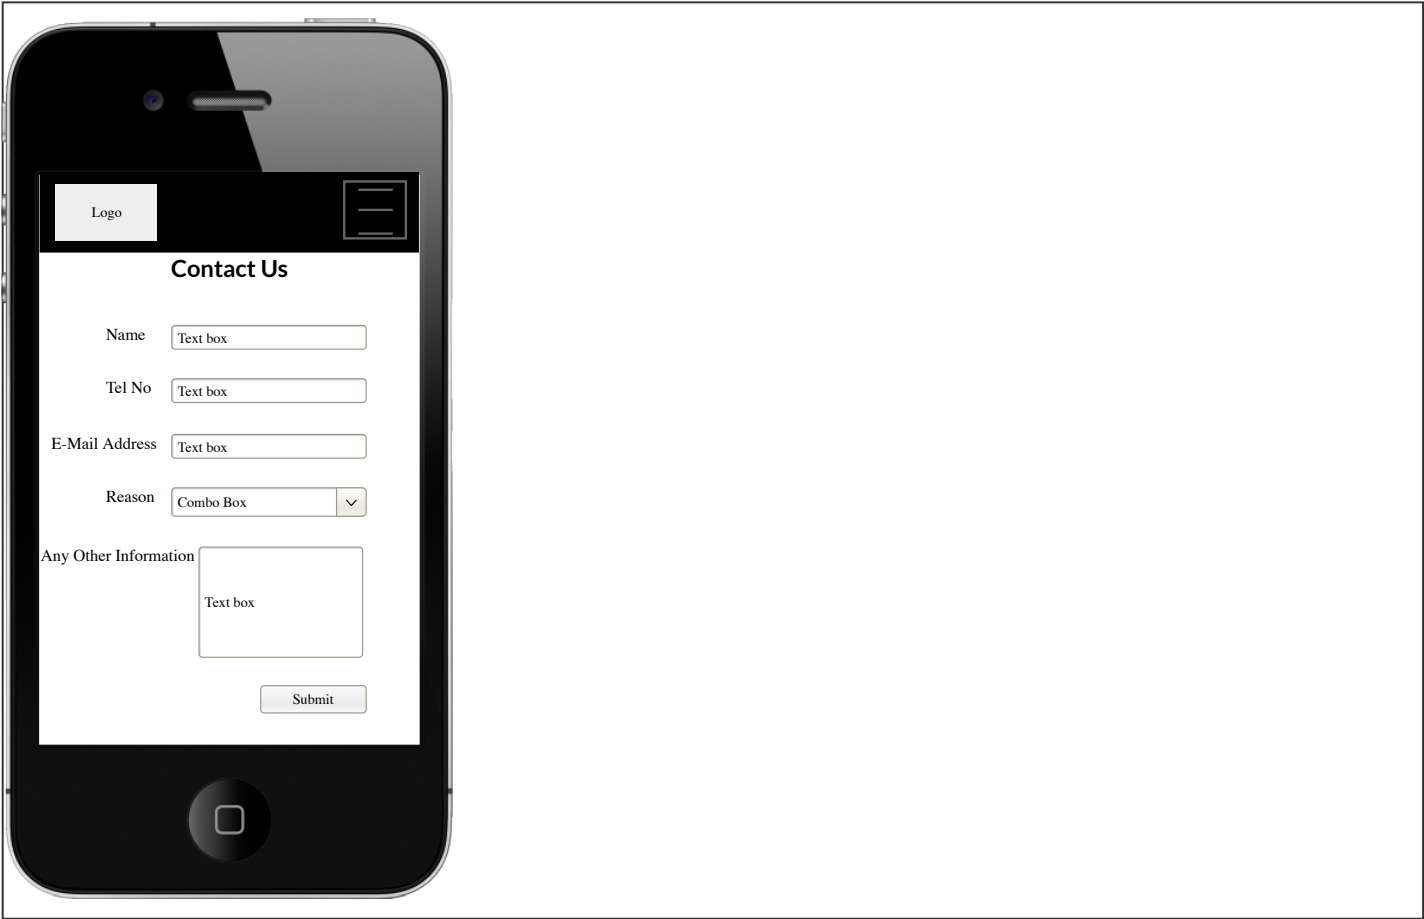 Logo
Contact Us
Name
Text box
Tel No
Text box
E-Mail Address
Text box
Reason
Combo Box
Any Other Information
Text box
Submit